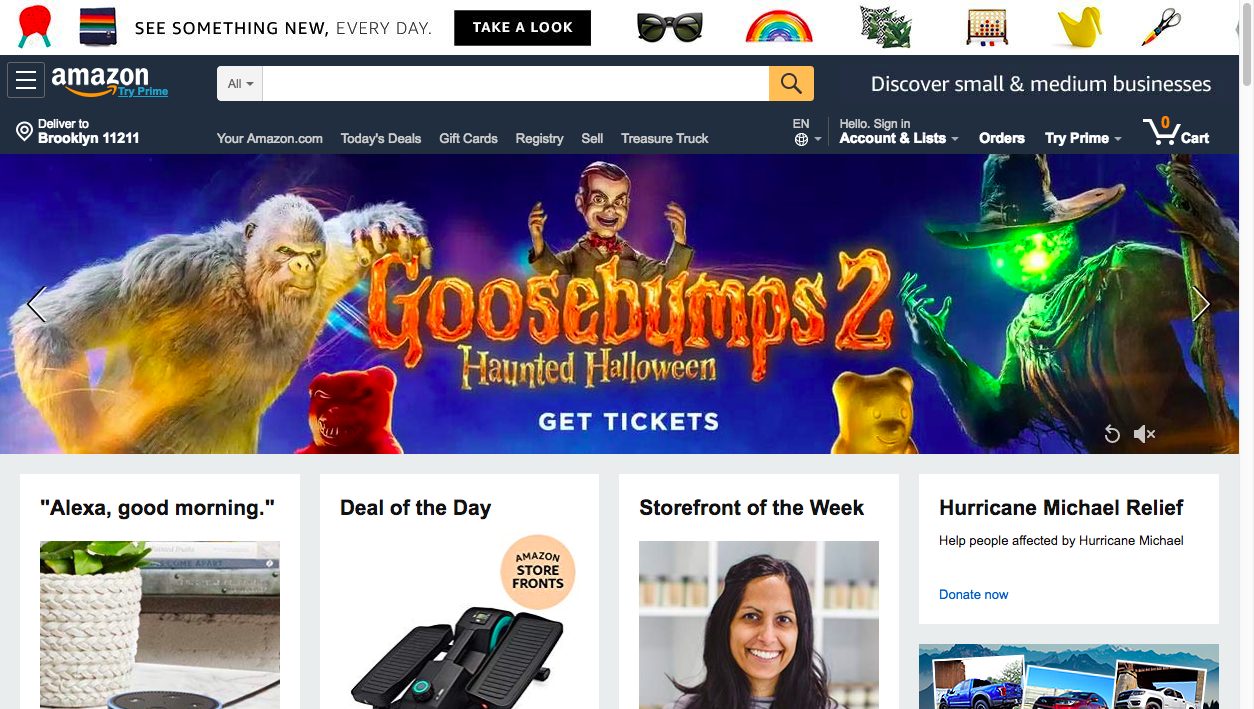 SEE SOMETHING NEW, EVERY DAY.
TAKE A LOOK
amazon
Try Prime
All
Discover small & medium businesses
Deliver to
Brooklyn 11211
Your Amazon.com
Today's Deals
Gift Cards
Registry
Sell
Treasure Truck
EN
Hello. Sign in
Account & Lists
Orders
Try Prime
0
Cart
Goosebumps 2
Haunted Halloween
GET TICKETS
"Alexa, good morning."
Deal of the Day
AMAZON
STORE
FRONTS
Storefront of the Week
Hurricane Michael Relief
Help people affected by Hurricane Michael
Donate now